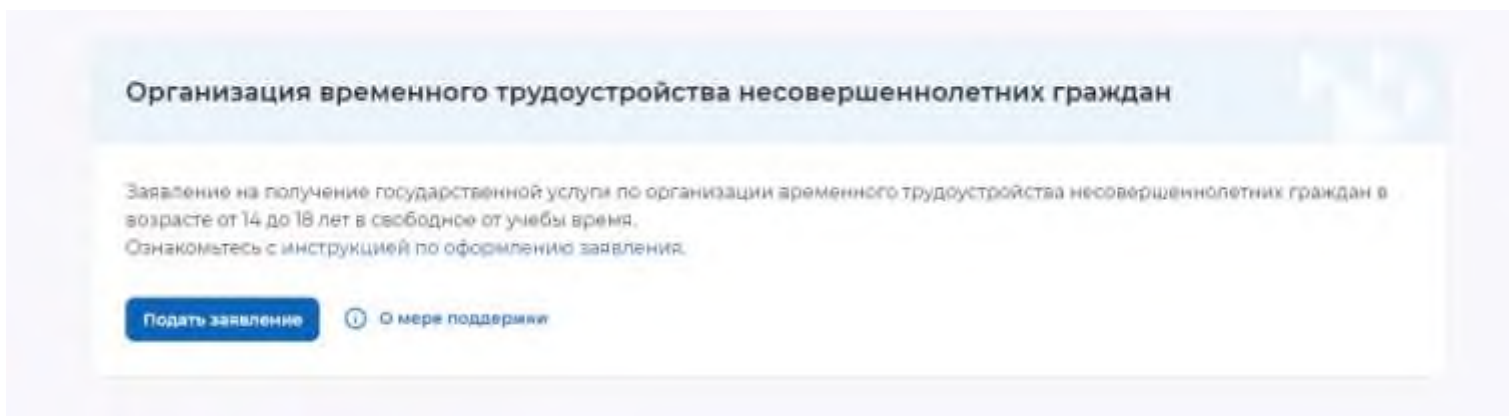 Организация временного трудоустройства несовершеннолетних граждан
Заявление на получение государственной услуги по организации временного трудоустройства несовершеннолетних граждан в
возрасте от 14 до 18 лет в свободное от учебы время.
Ознакомьтесь с инструкцией по оформлению заявления.
Подать заявление О мере поддержки